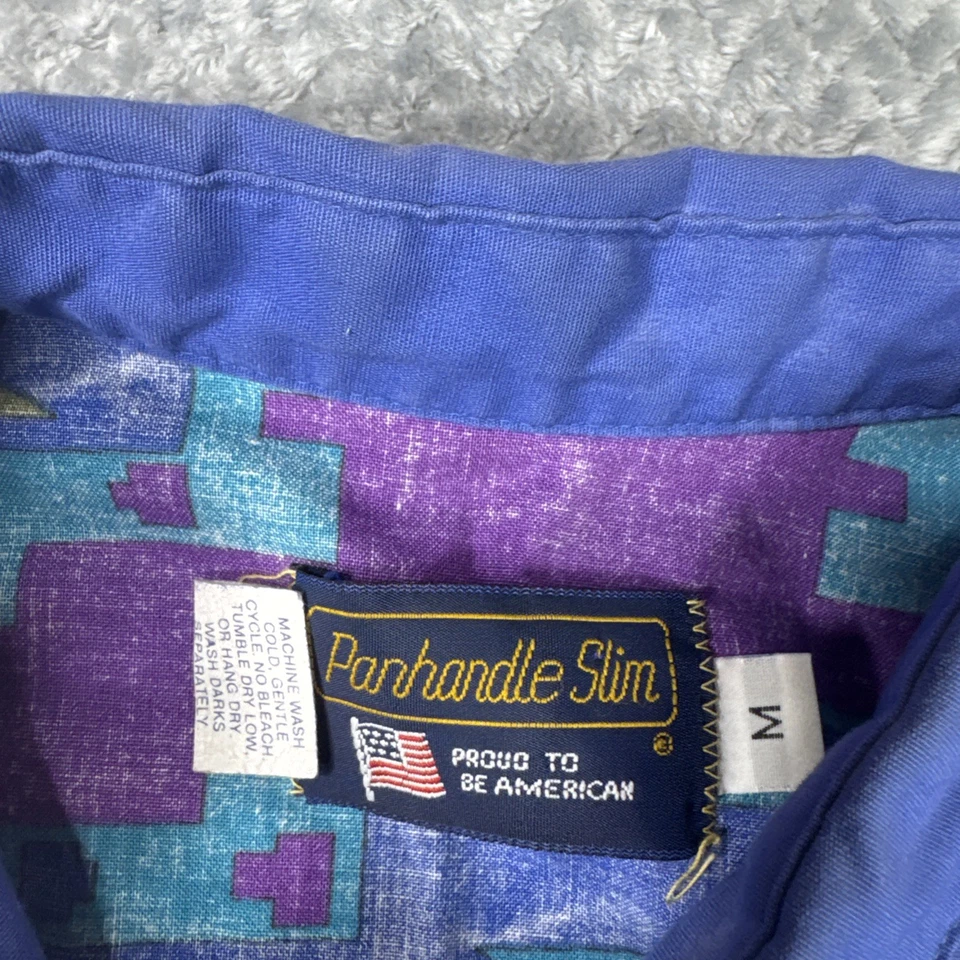 MACHINE WASH
COLD. GENTLE
CYCLE. NO BLEACH
TUMBLE DRY LOW.
OR HANG DRY
WASH DARKS
SEPARATELY
Panhandle Slim
®
PROUD TO
BE AMERICAN
M